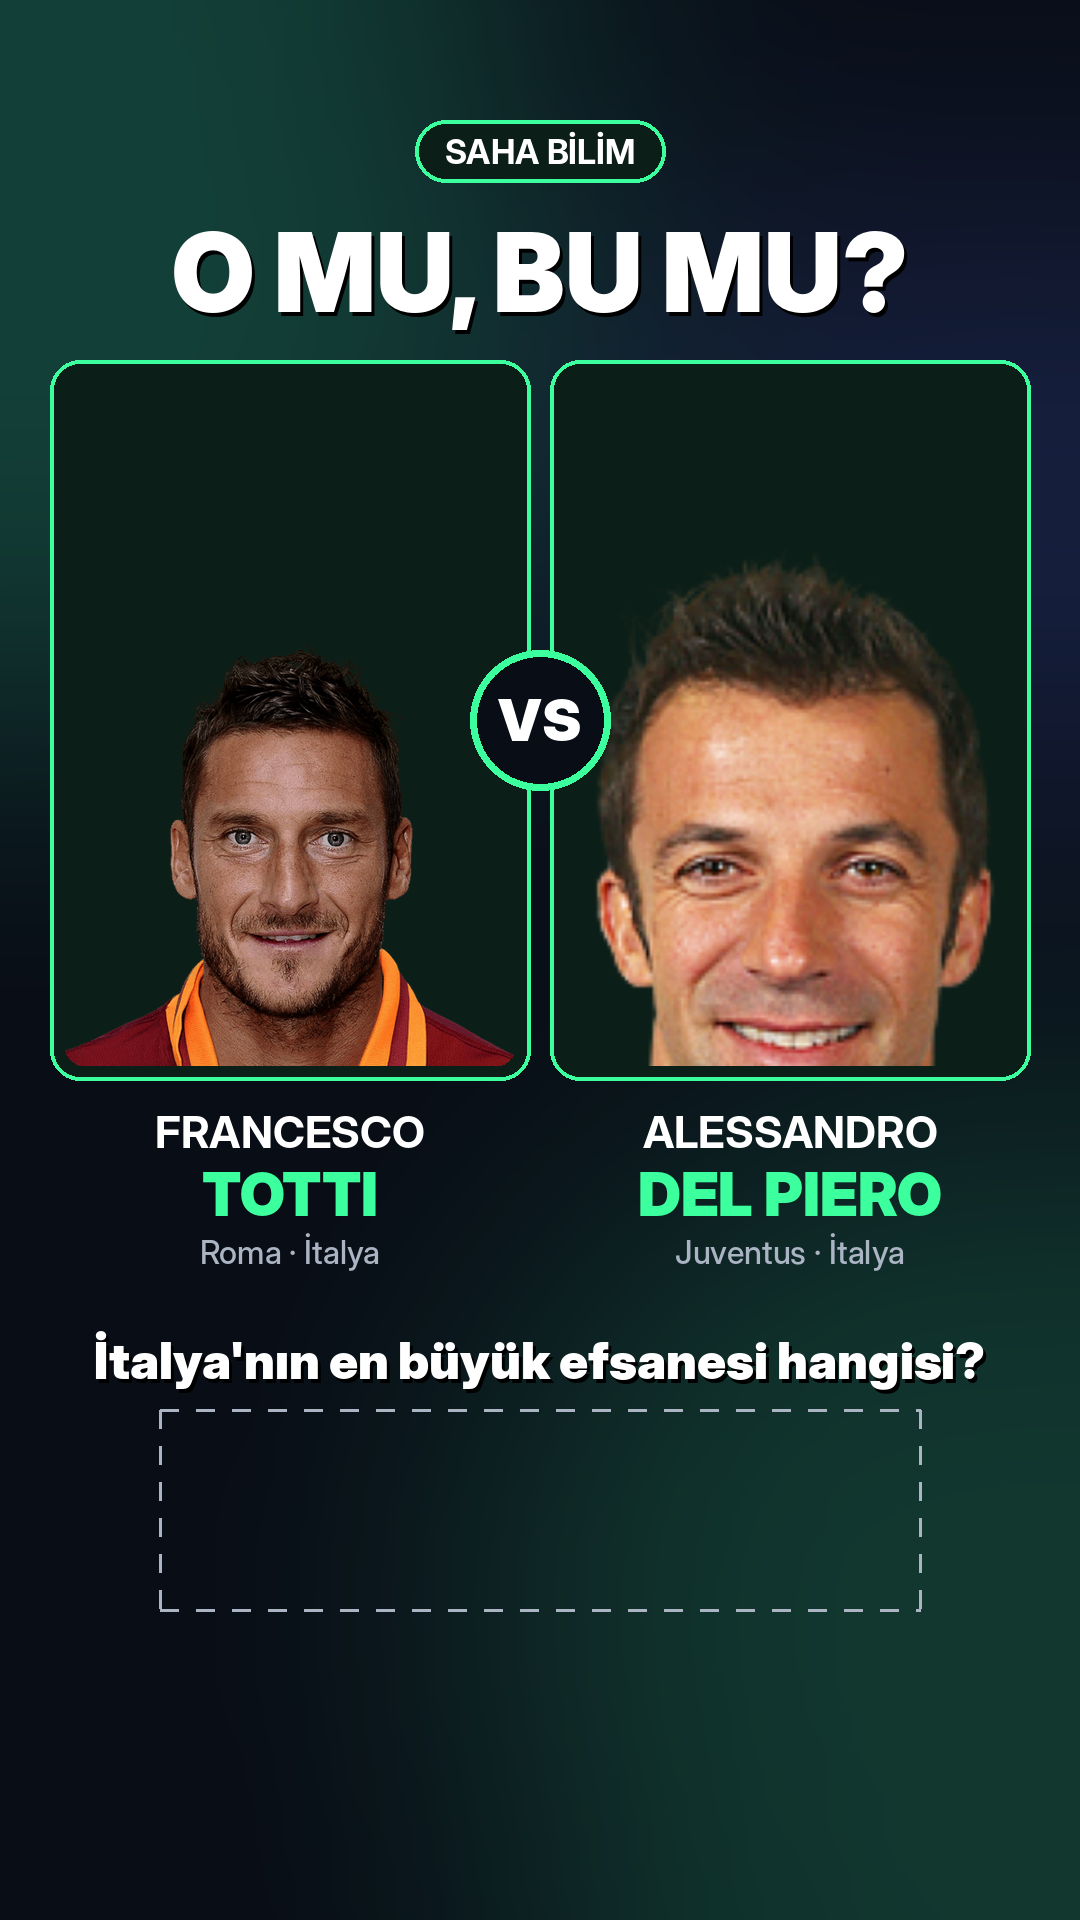 SAHA BİLİM
O MU, BU MU?
VS
FRANCESCO
TOTTI
Roma · İtalya
ALESSANDRO
DEL PIERO
Juventus · İtalya
İtalya'nın en büyük efsanesi hangisi?